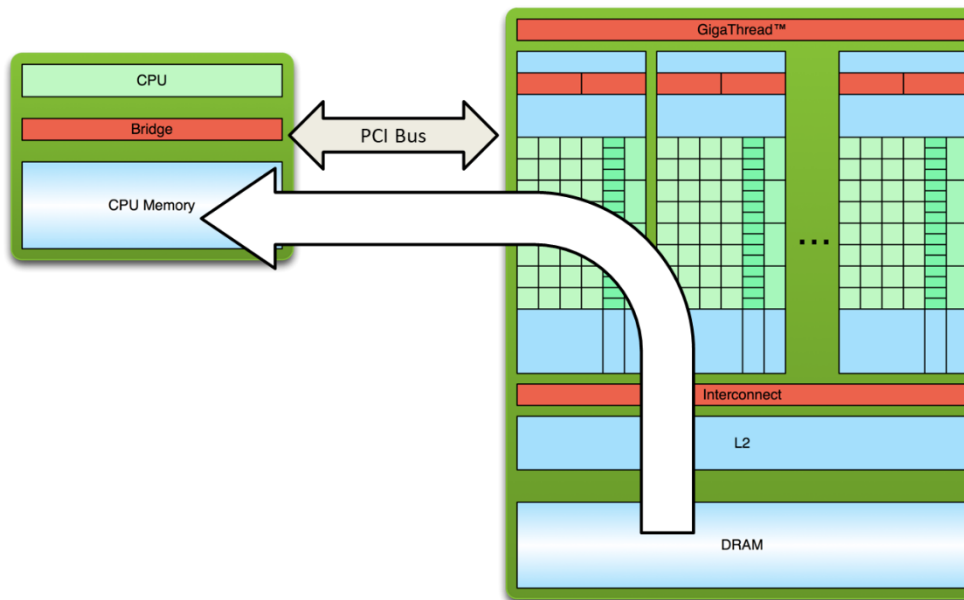 GigaThread™
CPU
Bridge
PCI Bus
CPU Memory
...
Interconnect
L2
DRAM